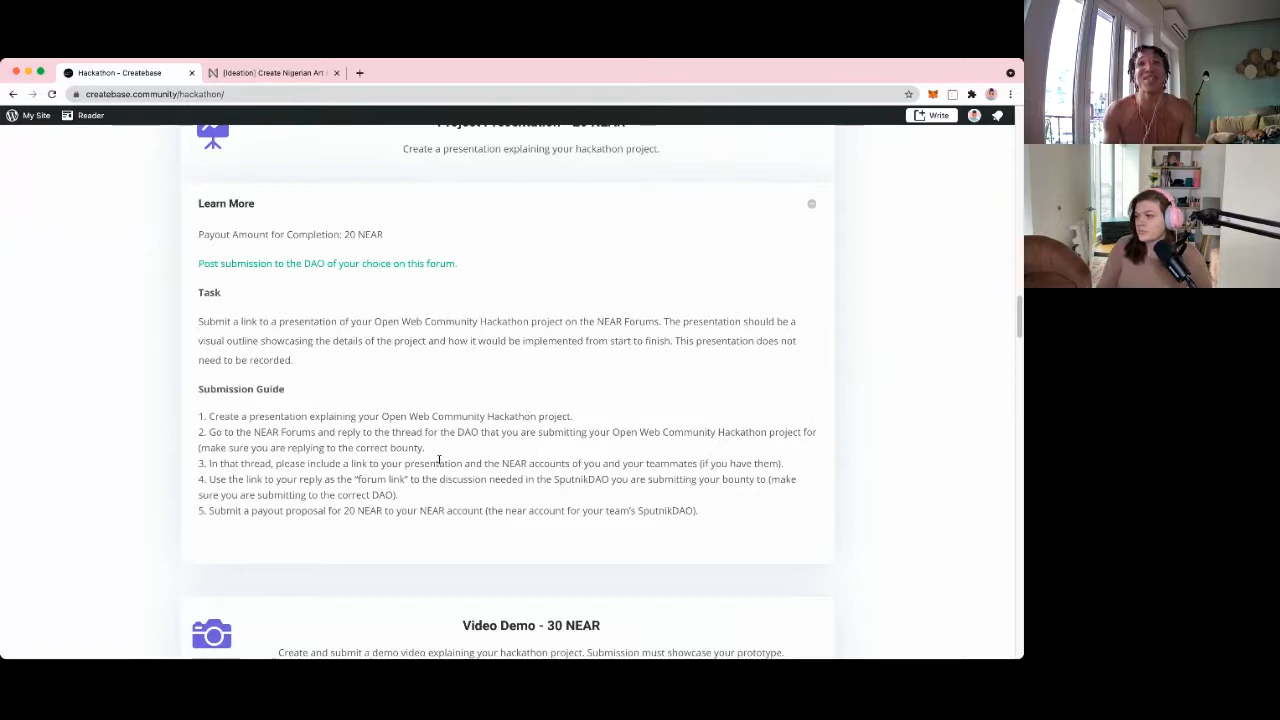 Hackathon – Createbase
[Ideation] Create Nigerian Art
createbase.community/hackathon/
My Site
Reader
Write
Project Presentation - 20 NEAR
Create a presentation explaining your hackathon project.
Learn More
Payout Amount for Completion: 20 NEAR
Post submission to the DAO of your choice on this forum.
Task
Submit a link to a presentation of your Open Web Community Hackathon project on the NEAR Forums. The presentation should be a
visual outline showcasing the details of the project and how it would be implemented from start to finish. This presentation does not
need to be recorded.
Submission Guide
1. Create a presentation explaining your Open Web Community Hackathon project.
2. Go to the NEAR Forums and reply to the thread for the DAO that you are submitting your Open Web Community Hackathon project for
(make sure you are replying to the correct bounty.
3. In that thread, please include a link to your presentation and the NEAR accounts of you and your teammates (if you have them).
4. Use the link to your reply as the “forum link” to the discussion needed in the SputnikDAO you are submitting your bounty to (make
sure you are submitting to the correct DAO).
5. Submit a payout proposal for 20 NEAR to your NEAR account (the near account for your team’s SputnikDAO).
Video Demo - 30 NEAR
Create and submit a demo video explaining your hackathon project. Submission must showcase your prototype.